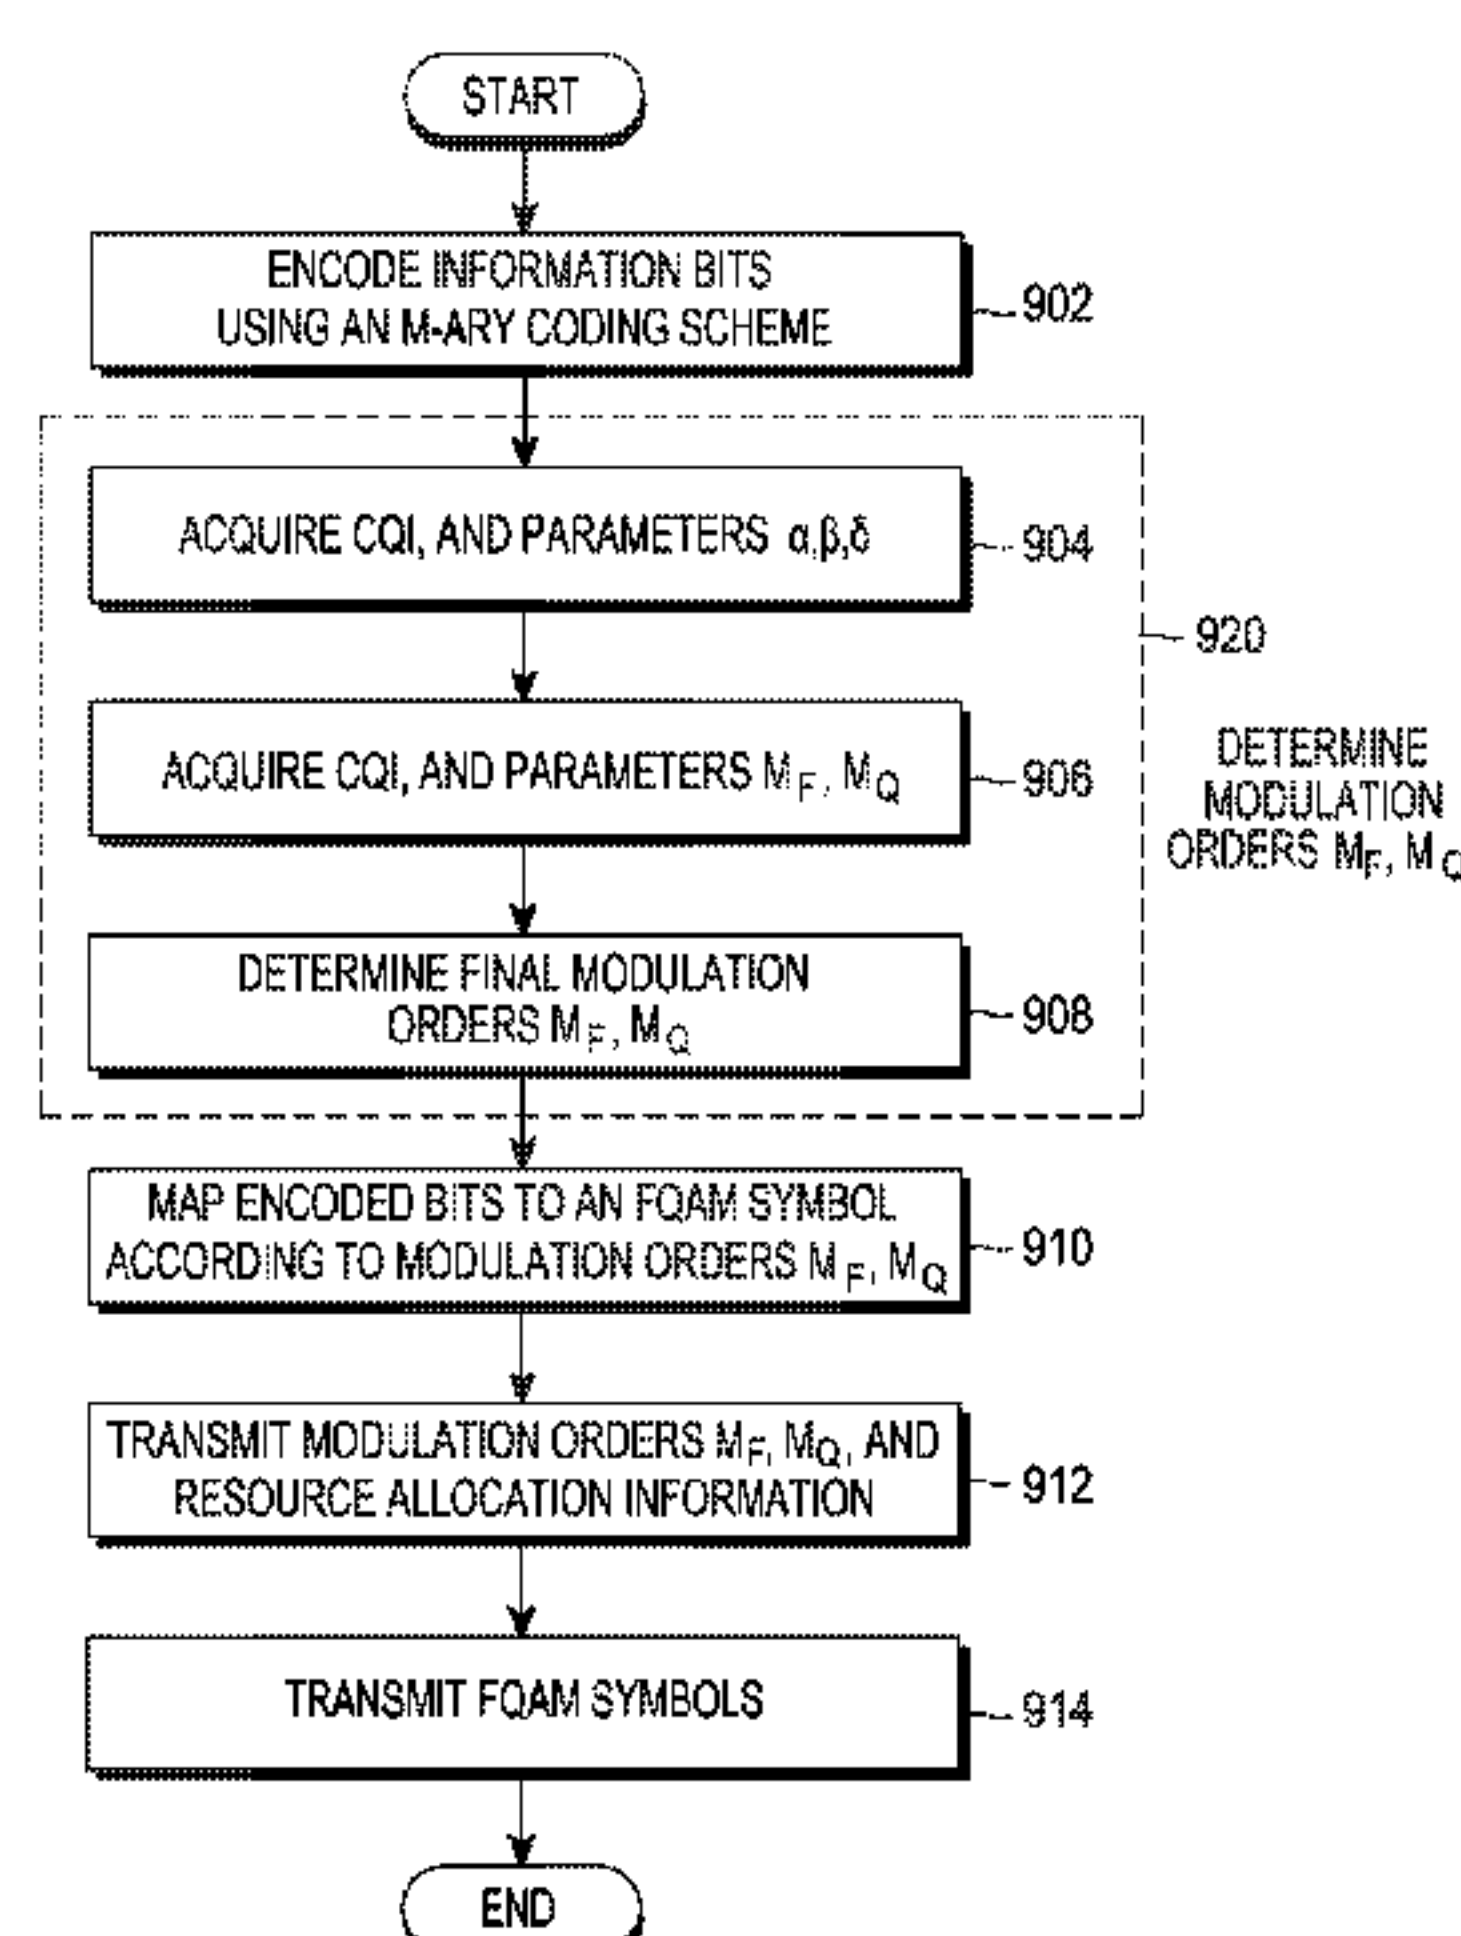 START
ENCODE INFORMATION BITS
USING AN M-ARY CODING SCHEME
902
ACQUIRE CQI, AND PARAMETERS α,β,δ
904
920
ACQUIRE CQI, AND PARAMETERS MF, MQ
906
DETERMINE
MODULATION
ORDERS MF, MQ
DETERMINE FINAL MODULATION
ORDERS MF, MQ
908
MAP ENCODED BITS TO AN FQAM SYMBOL
ACCORDING TO MODULATION ORDERS MF, MQ
910
TRANSMIT MODULATION ORDERS MF, MQ, AND
RESOURCE ALLOCATION INFORMATION
912
TRANSMIT FQAM SYMBOLS
914
END